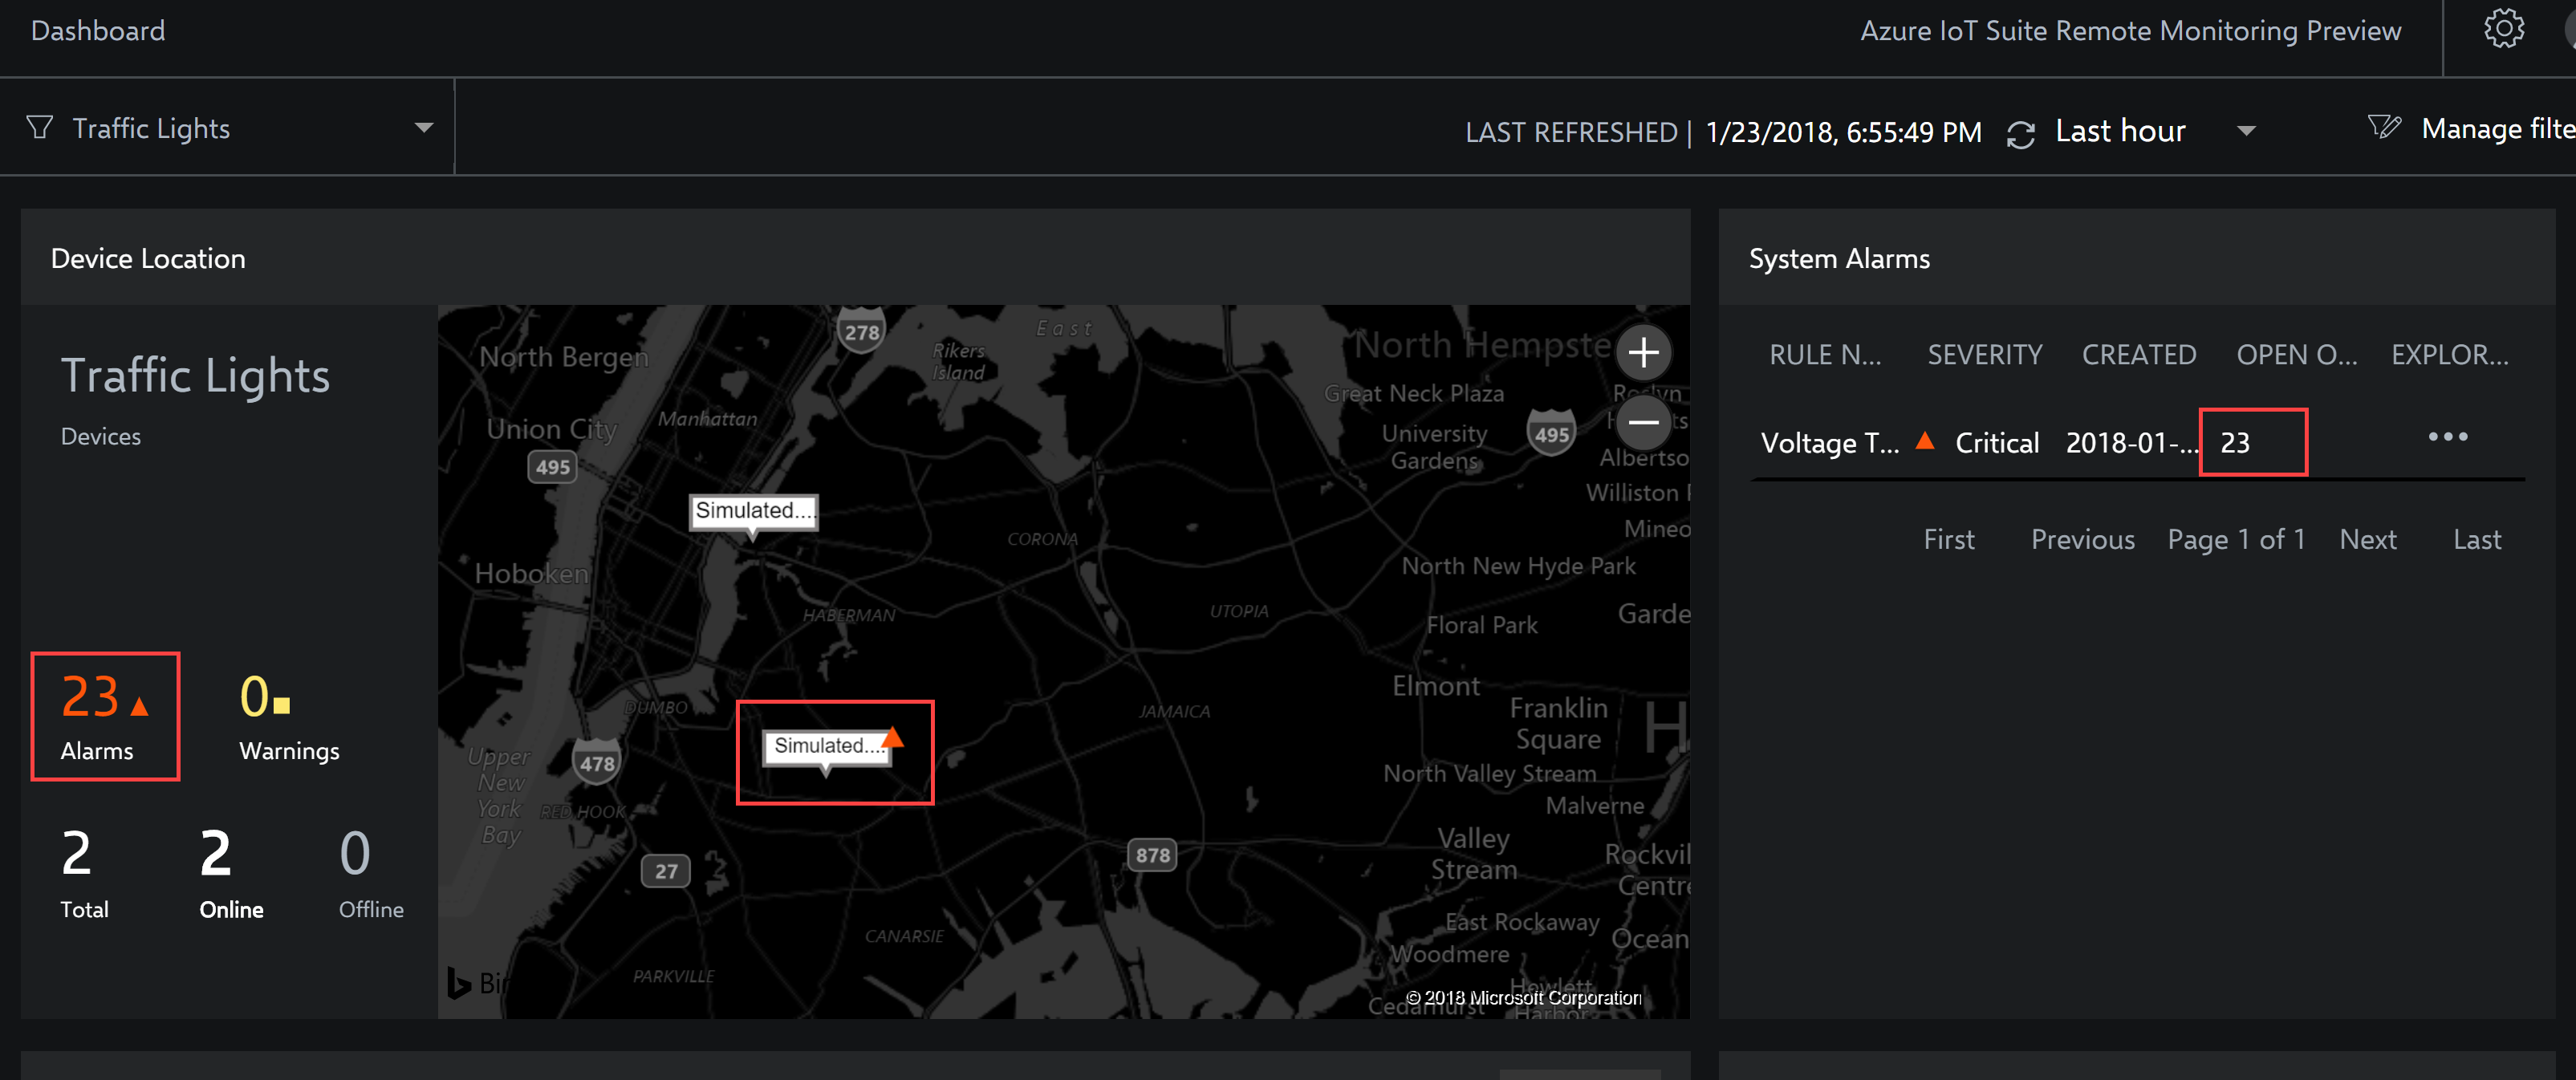 Dashboard
Azure IoT Suite Remote Monitoring Preview
Traffic Lights
LAST REFRESHED | 1/23/2018, 6:55:49 PM
Last hour
Manage filte
Device Location
Traffic Lights
Devices
23
Alarms
0
Warnings
2
Total
2
Online
0
Offline
278
East
Rikers
Island
North Bergen
Manhattan
Union City
495
Simulated....
Hoboken
CORONA
HABERMAN
UTOPIA
DUMBO
JAMAICA
Simulated....
478
Upper
New
York
Bay
RED HOOK
27
878
CANARSIE
PARKVILLE
North Hempste
Great Neck Plaza
Roslyn
495
University
Gardens
Albertso
Williston
Mineo
North New Hyde Park
Garde
Floral Park
Elmont
Franklin
Square
H
North Valley Stream
Malverne
Valley
Stream
Rockvil
Centre
East Rockaway
Ocean
Woodmere
Hewlett
Harbor
Cedarhurst
© 2018 Microsoft Corporation
Bin
System Alarms
RULE N... SEVERITY CREATED OPEN O... EXPLOR...
Voltage T... Critical 2018-01-... 23 •••
First Previous Page 1 of 1 Next Last